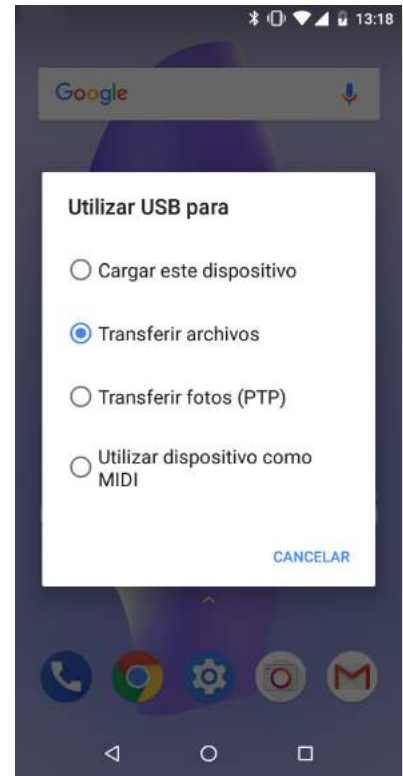 13:18
Google
Utilizar USB para
Cargar este dispositivo
Transferir archivos
Transferir fotos (PTP)
Utilizar dispositivo como
MIDI
CANCELAR